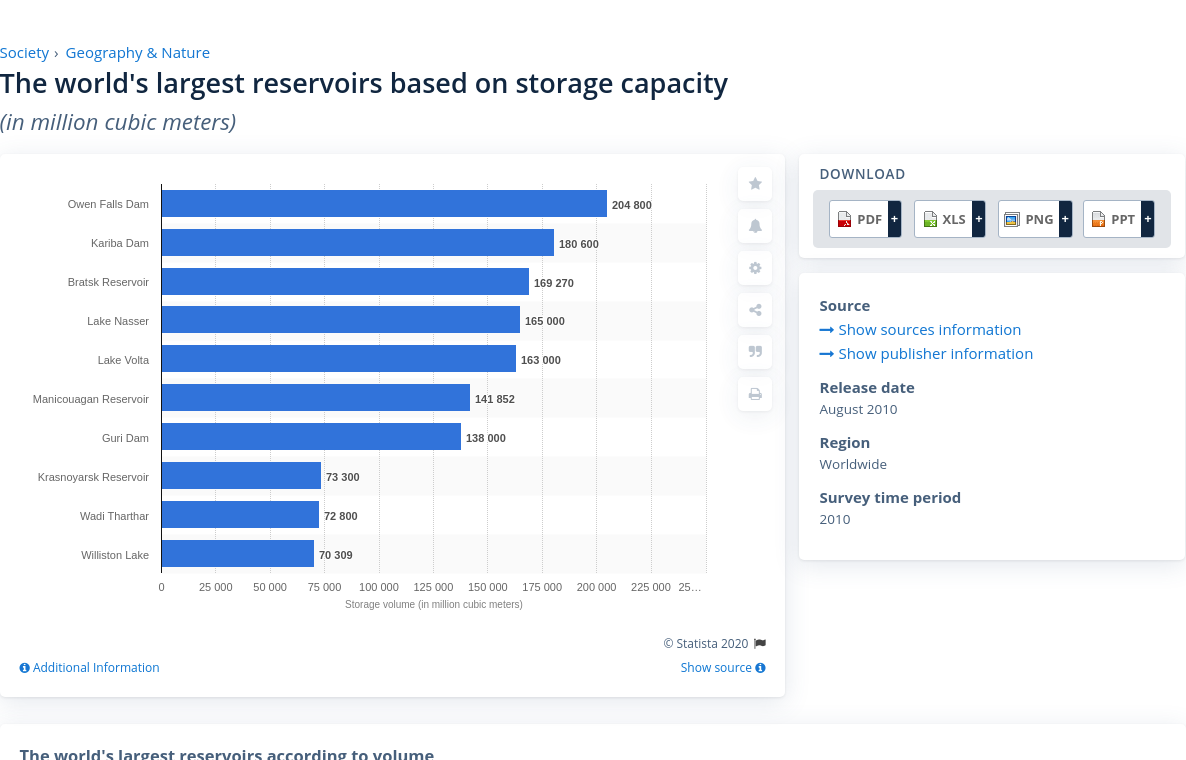 Society › Geography & Nature
The world's largest reservoirs based on storage capacity
(in million cubic meters)
Owen Falls Dam 204 800
Kariba Dam 180 600
Bratsk Reservoir 169 270
Lake Nasser 165 000
Lake Volta 163 000
Manicouagan Reservoir 141 852
Guri Dam 138 000
Krasnoyarsk Reservoir 73 300
Wadi Tharthar 72 800
Williston Lake 70 309
0 25 000 50 000 75 000 100 000 125 000 150 000 175 000 200 000 225 000 25…
Storage volume (in million cubic meters)
© Statista 2020
Additional Information
Show source
DOWNLOAD
PDF + XLS + PNG + PPT +
Source
Show sources information
Show publisher information
Release date
August 2010
Region
Worldwide
Survey time period
2010
The world's largest reservoirs according to volume